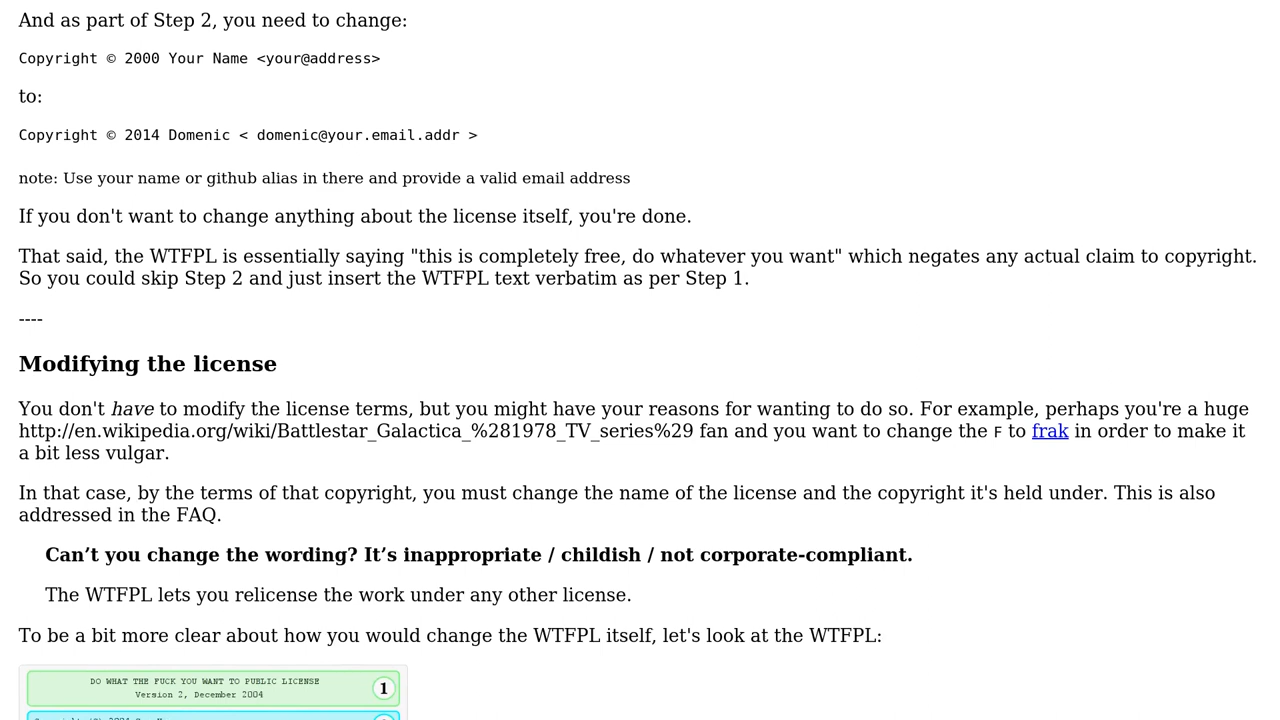 And as part of Step 2, you need to change:
Copyright © 2000 Your Name <your@address>
to:
Copyright © 2014 Domenic < domenic@your.email.addr >
note: Use your name or github alias in there and provide a valid email address
If you don't want to change anything about the license itself, you're done.
That said, the WTFPL is essentially saying "this is completely free, do whatever you want" which negates any actual claim to copyright.
So you could skip Step 2 and just insert the WTFPL text verbatim as per Step 1.
----
Modifying the license
You don't have to modify the license terms, but you might have your reasons for wanting to do so. For example, perhaps you're a huge
http://en.wikipedia.org/wiki/Battlestar_Galactica_%281978_TV_series%29 fan and you want to change the F to frak in order to make it
a bit less vulgar.
In that case, by the terms of that copyright, you must change the name of the license and the copyright it's held under. This is also
addressed in the FAQ.
Can’t you change the wording? It’s inappropriate / childish / not corporate-compliant.
The WTFPL lets you relicense the work under any other license.
To be a bit more clear about how you would change the WTFPL itself, let's look at the WTFPL:
DO WHAT THE FUCK YOU WANT TO PUBLIC LICENSE
Version 2, December 2004
1